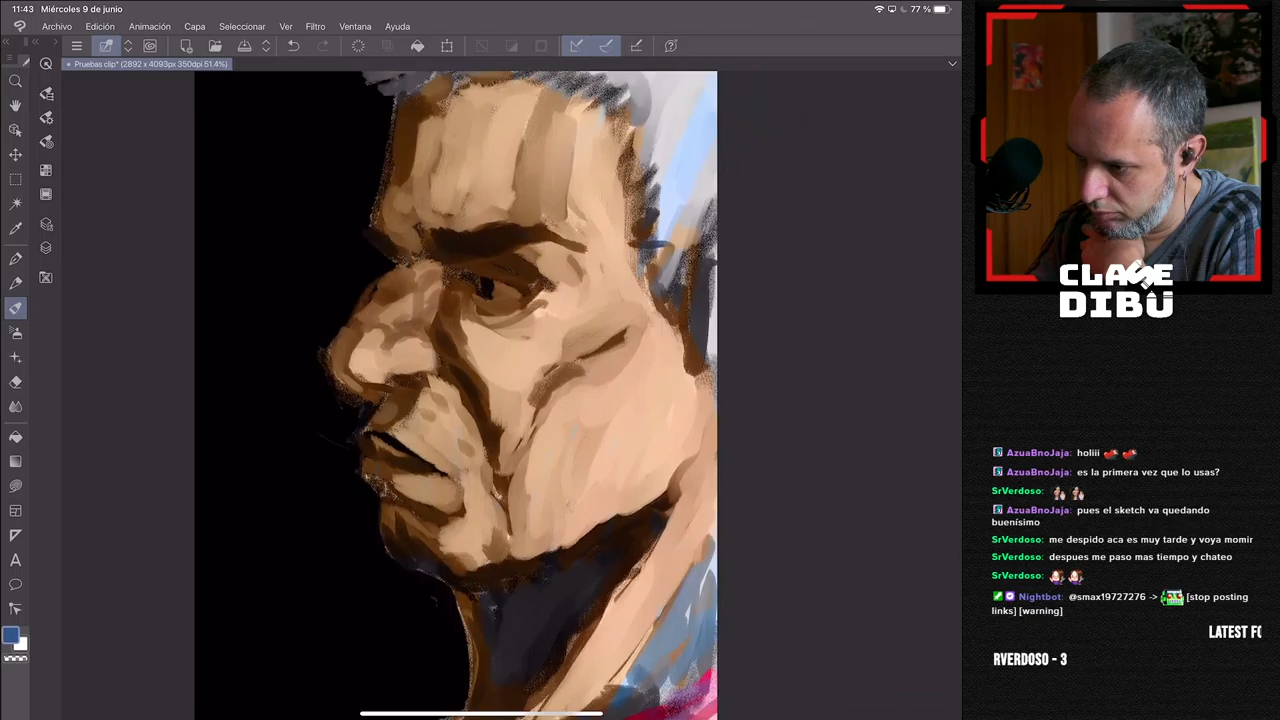 11:43 Miércoles 9 de junio
77 %
Archivo Edición Animación Capa Seleccionar Ver Filtro Ventana Ayuda
Pruebas clip* (2892 x 4093px 350dpi 51.4%)
CLASE
DIBU
AzuaBnoJaja: holiii
AzuaBnoJaja: es la primera vez que lo usas?
SrVerdoso:
AzuaBnoJaja: pues el sketch va quedando
buenísimo
SrVerdoso: me despido aca es muy tarde y voya momir
SrVerdoso: despues me paso mas tiempo y chateo
SrVerdoso:
Nightbot: @smax19727276 -> [stop posting
links] [warning]
LATEST FO
RVERDOSO - 3